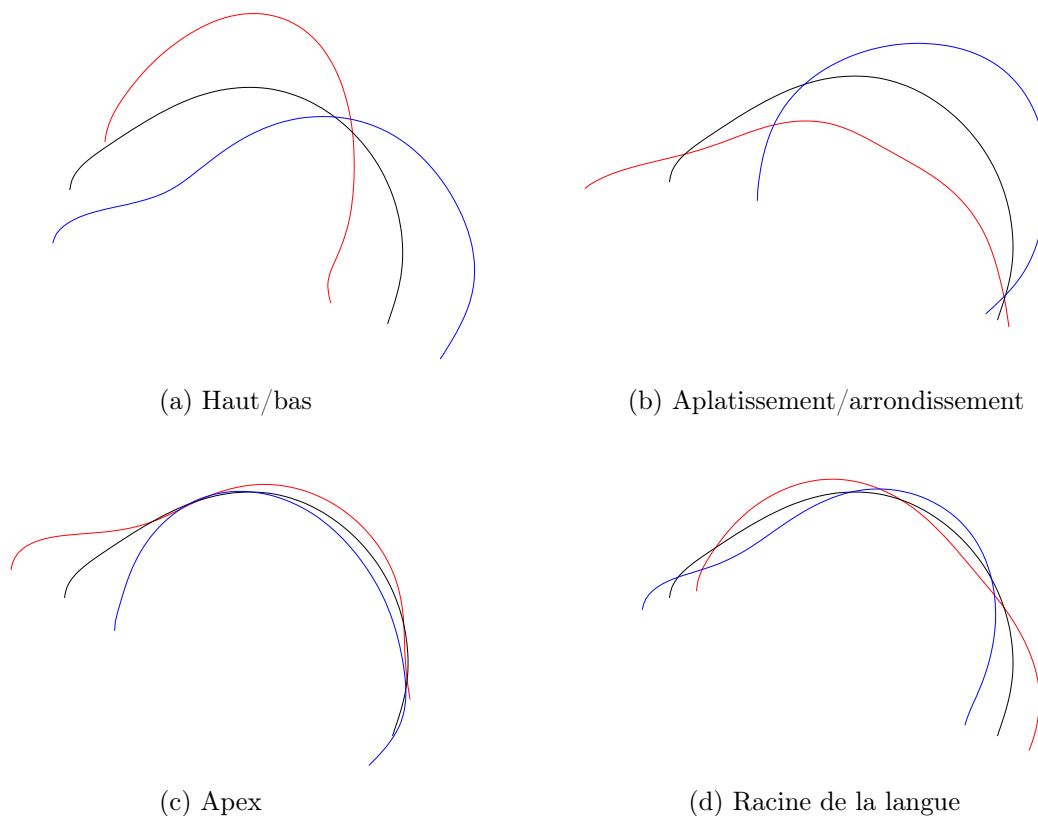 (a) Haut/bas
(b) Aplatissement/arrondissement
(c) Apex
(d) Racine de la langue